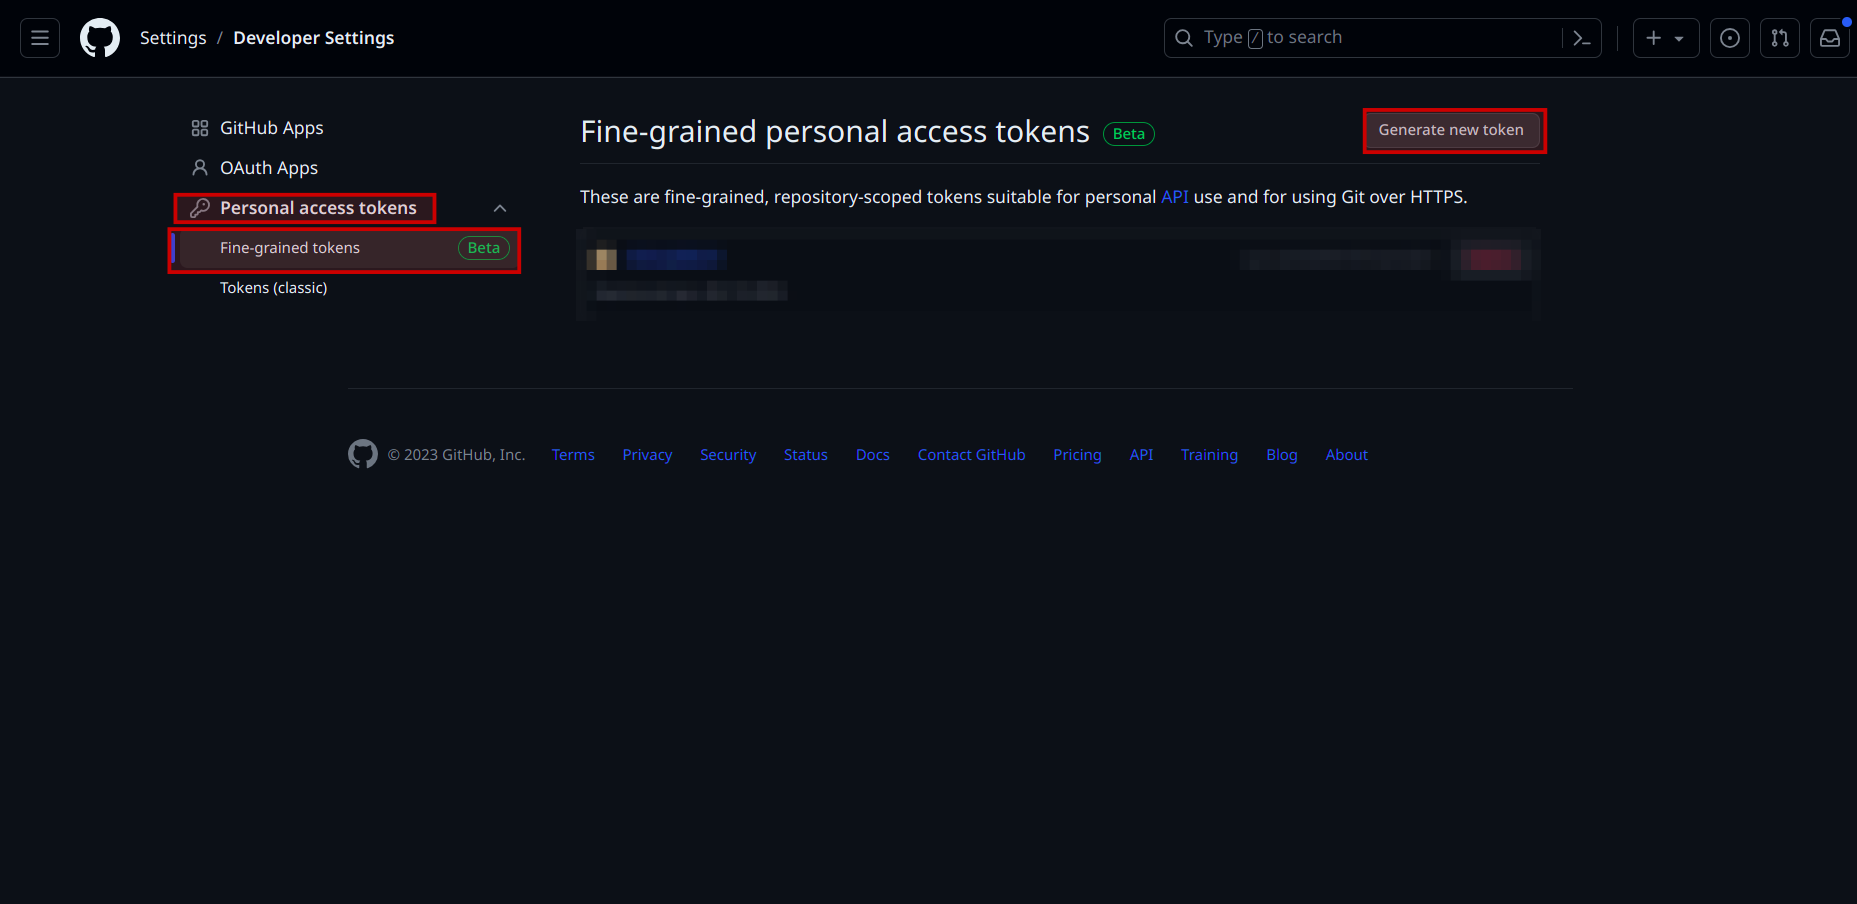 Settings / Developer Settings
Type / to search
GitHub Apps
OAuth Apps
Personal access tokens
Fine-grained tokens Beta
Tokens (classic)
Fine-grained personal access tokens Beta
Generate new token
These are fine-grained, repository-scoped tokens suitable for personal API use and for using Git over HTTPS.
© 2023 GitHub, Inc. Terms Privacy Security Status Docs Contact GitHub Pricing API Training Blog About